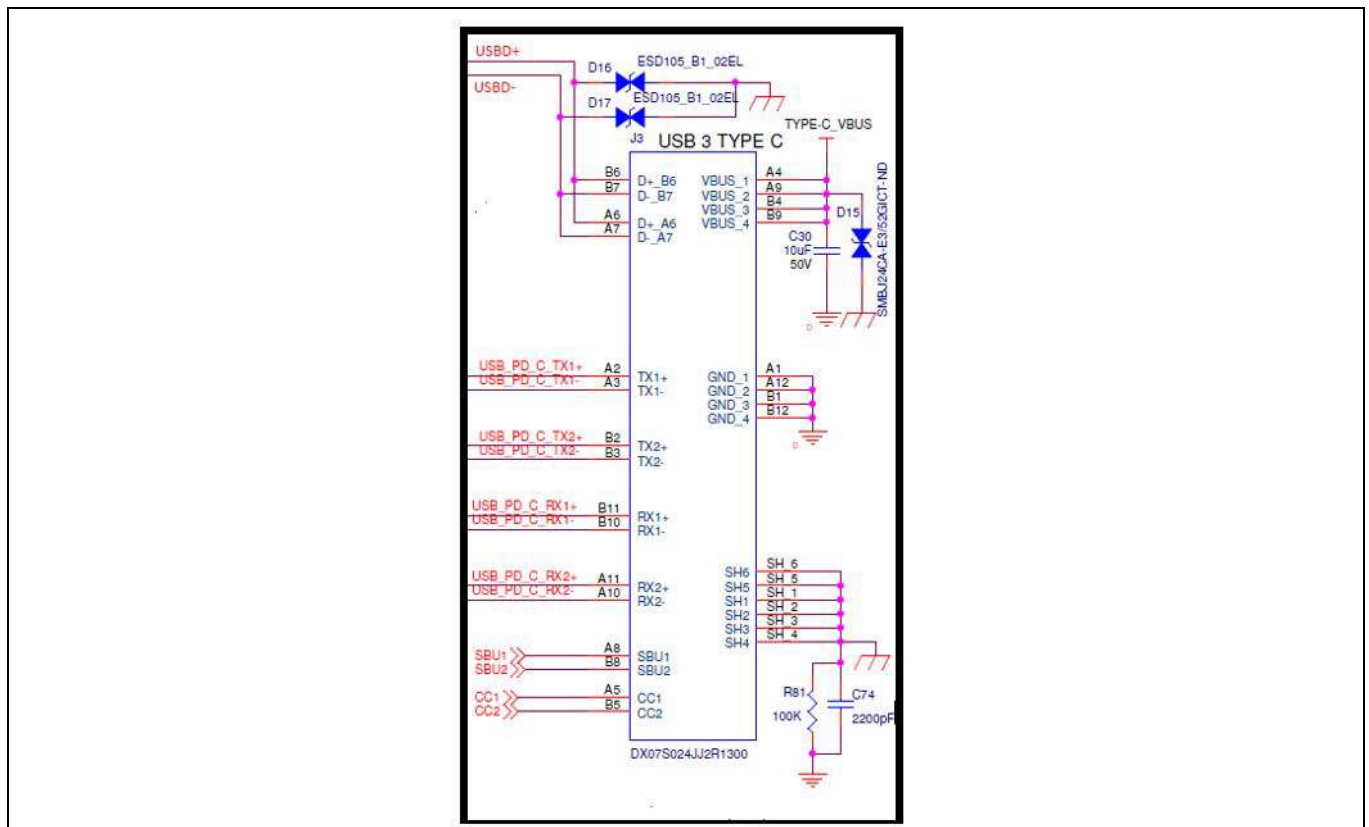 USBD+
USBD-
D16
ESD105_B1_02EL
D17
ESD105_B1_02EL
J3
USB 3 TYPE C
TYPE-C_VBUS
B6 D+_B6 VBUS_1 A4
B7 D-_B7 VBUS_2 A9
VBUS_3 B4
A6 D+_A6 VBUS_4 B9
A7 D-_A7
D15
C30
10uF
50V
SMBJ24CA-E3/52GICT-ND
D
USB_PD_C_TX1+ A2 TX1+ GND_1 A1
USB_PD_C_TX1- A3 TX1- GND_2 A12
GND_3 B1
GND_4 B12
USB_PD_C_TX2+ B2 TX2+
USB_PD_C_TX2- B3 TX2-
D
USB_PD_C_RX1+ B11 RX1+
USB_PD_C_RX1- B10 RX1-
USB_PD_C_RX2+ A11 RX2+
USB_PD_C_RX2- A10 RX2-
SH6 SH_6
SH5 SH_5
SH1 SH_1
SH2 SH_2
SH3 SH_3
SH4 SH_4
SBU1 A8 SBU1
SBU2 B8 SBU2
CC1 A5 CC1
CC2 B5 CC2
R81
100K
C74
2200pF
DX07S024JJ2R1300